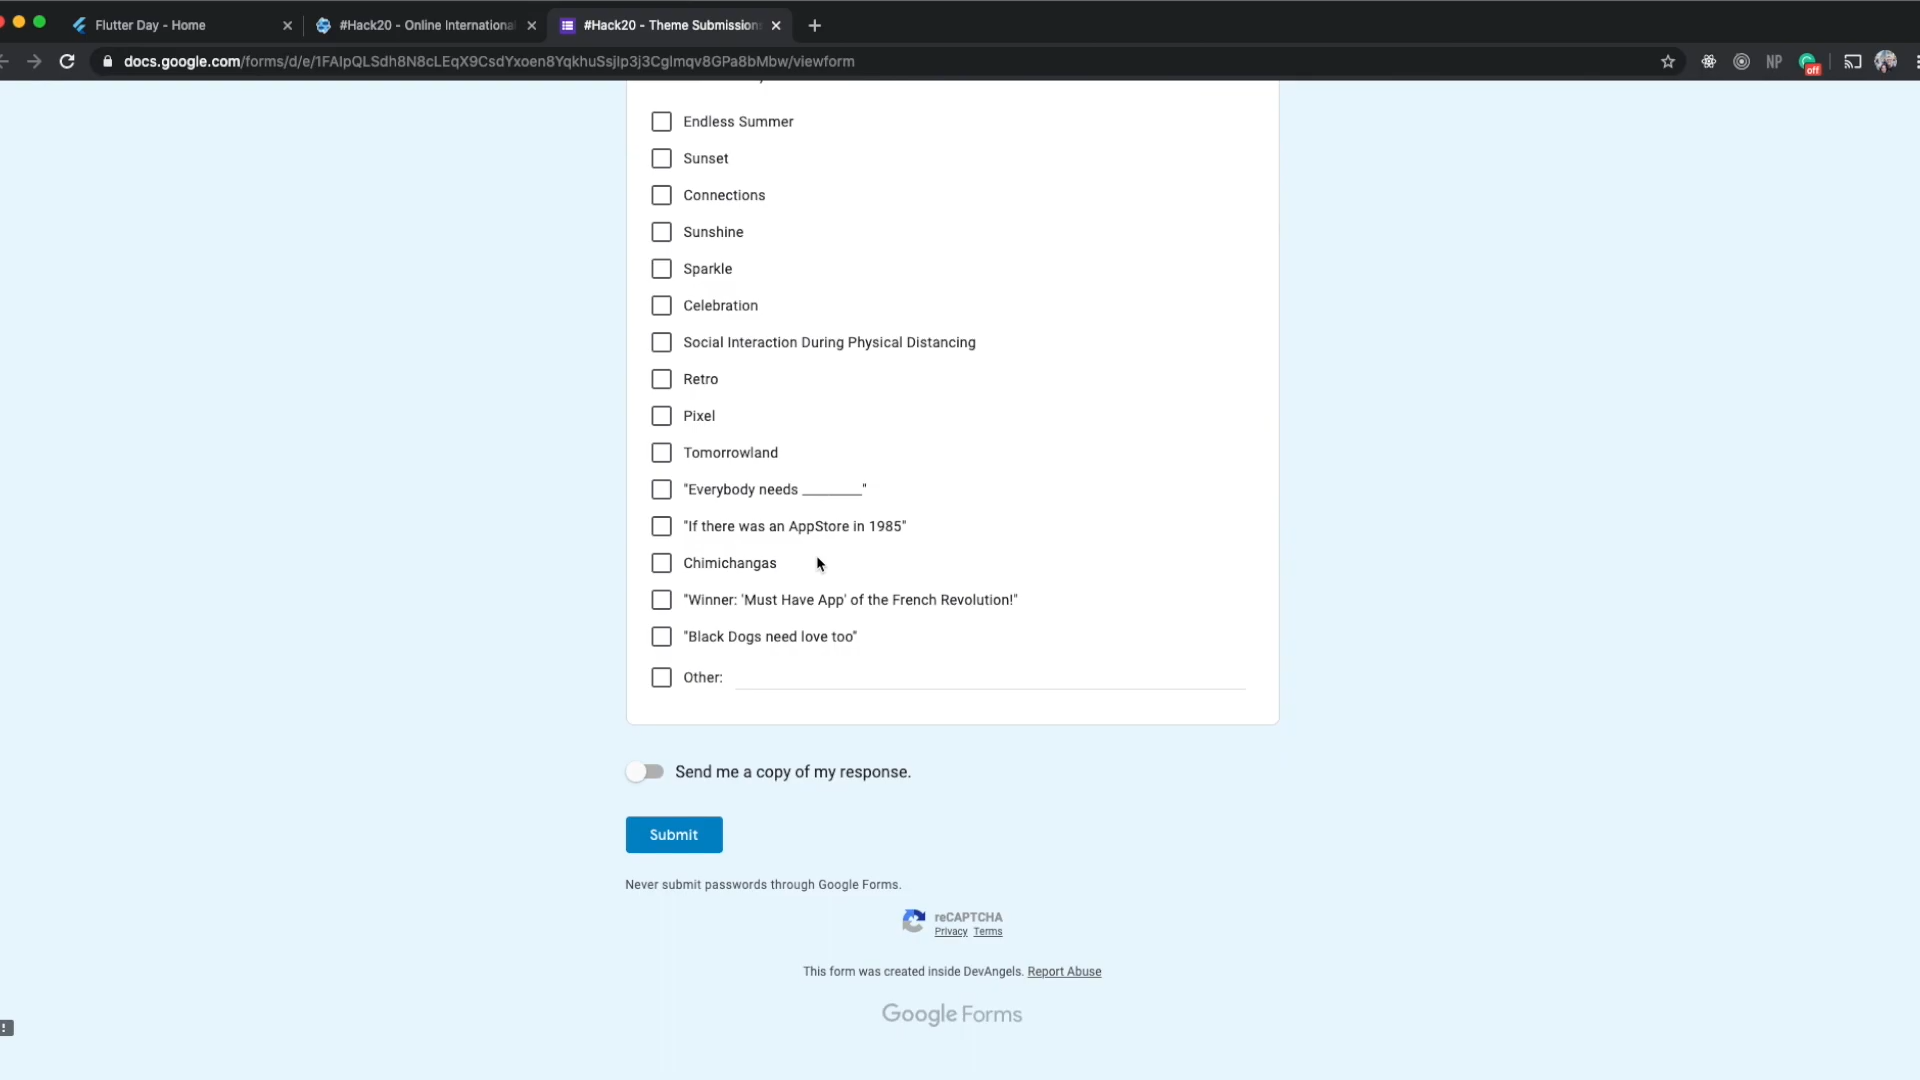 Flutter Day - Home
#Hack20 - Online International
#Hack20 - Theme Submission
docs.google.com/forms/d/e/1FAIpQLSdh8N8cLEqX9CsdYxoen8YqkhuSsjIp3j3CgImqv8GPa8bMbw/viewform
NP
off
Endless Summer
Sunset
Connections
Sunshine
Sparkle
Celebration
Social Interaction During Physical Distancing
Retro
Pixel
Tomorrowland
"Everybody needs ________"
"If there was an AppStore in 1985"
Chimichangas
"Winner: 'Must Have App' of the French Revolution!"
"Black Dogs need love too"
Other:
Send me a copy of my response.
Submit
Never submit passwords through Google Forms.
reCAPTCHA
Privacy Terms
This form was created inside DevAngels. Report Abuse
Google Forms